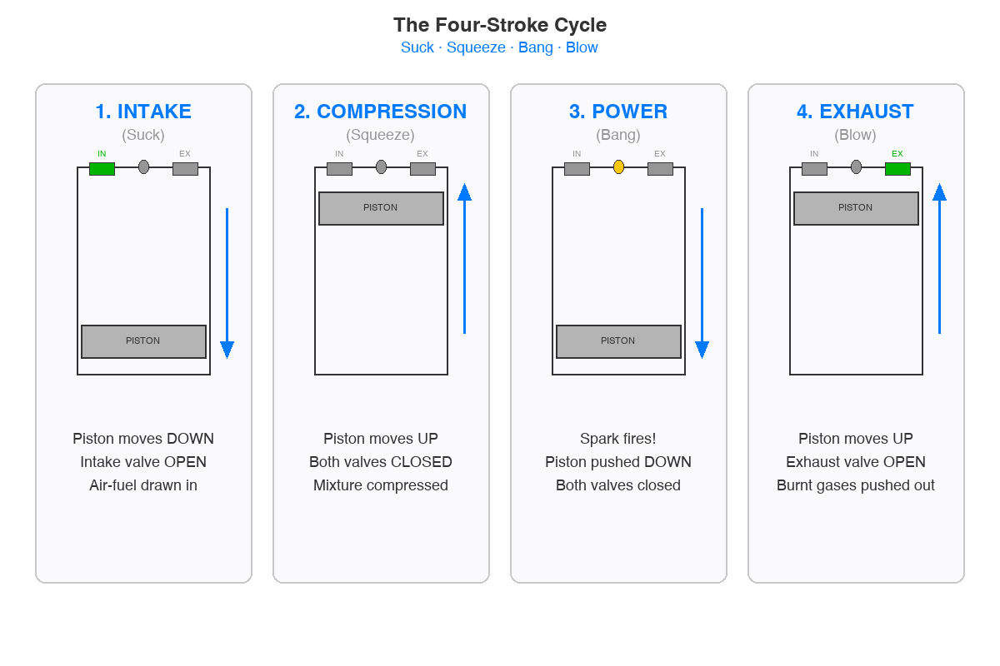 The Four-Stroke Cycle
Suck · Squeeze · Bang · Blow
1. INTAKE
(Suck)
IN
EX
PISTON
Piston moves DOWN
Intake valve OPEN
Air-fuel drawn in
2. COMPRESSION
(Squeeze)
IN
EX
PISTON
Piston moves UP
Both valves CLOSED
Mixture compressed
3. POWER
(Bang)
IN
EX
PISTON
Spark fires!
Piston pushed DOWN
Both valves closed
4. EXHAUST
(Blow)
IN
EX
PISTON
Piston moves UP
Exhaust valve OPEN
Burnt gases pushed out